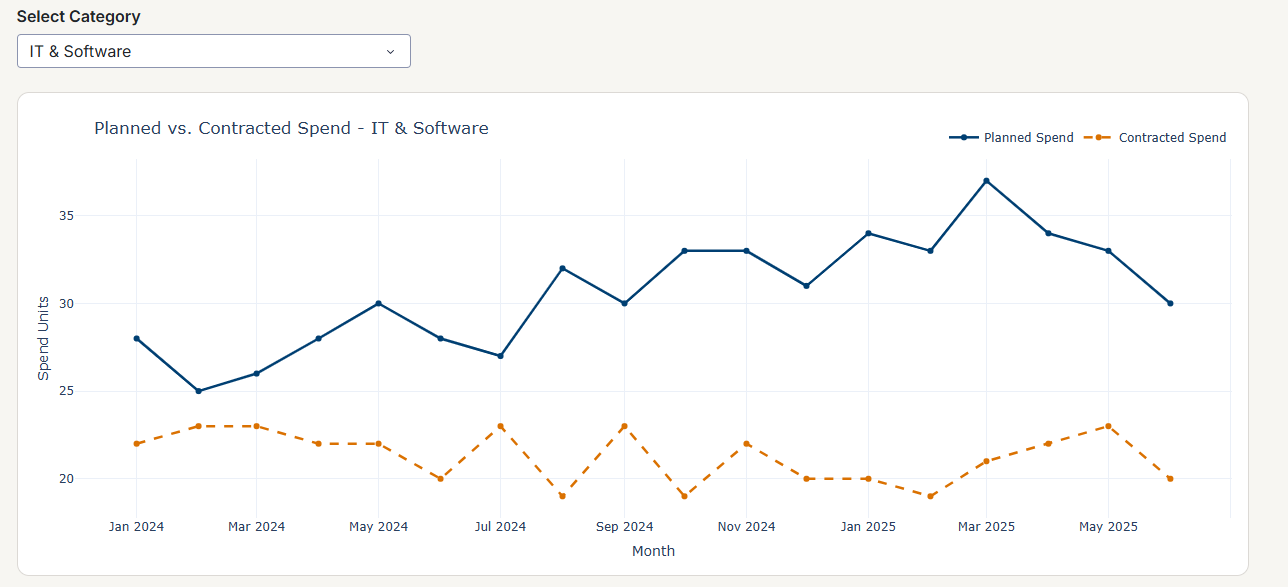 Select Category
IT & Software
Planned vs. Contracted Spend - IT & Software
Planned Spend
Contracted Spend
35
30
25
20
Spend Units
Jan 2024
Mar 2024
May 2024
Jul 2024
Sep 2024
Nov 2024
Jan 2025
Mar 2025
May 2025
Month